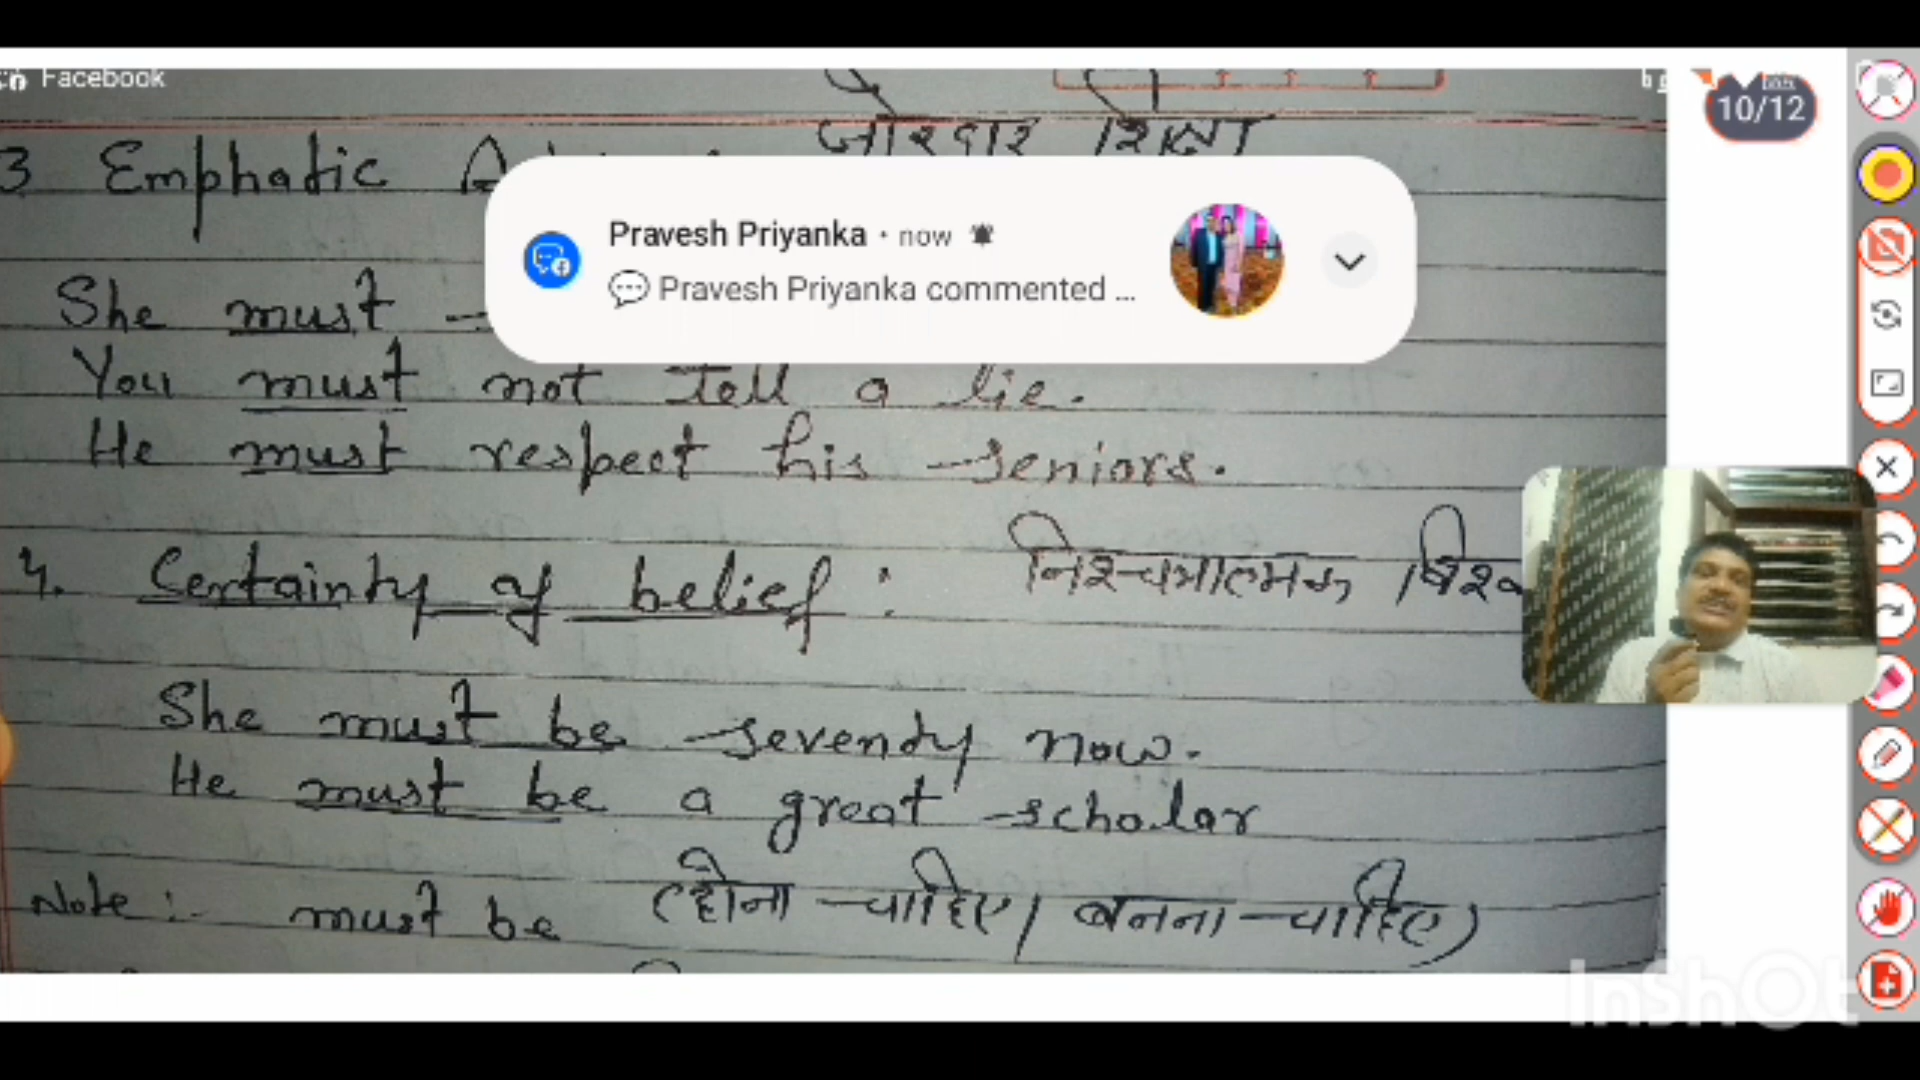 Facebook
10/12
3 Emphatic
जोरदार शिक्षा
Pravesh Priyanka • now
Pravesh Priyanka commented ...
She must
You must not tell a lie.
He must respect his seniors.
4. Certainty of belief : निश्चयात्मक
She must be seventy now.
He must be a great scholar
Note :- must be (होना चाहिए / बनना चाहिए)
InShOt